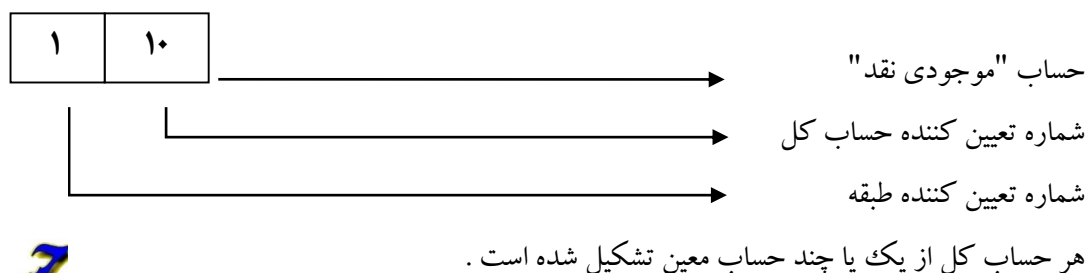 ۱ ۱۰
حساب "موجودی نقد"
شماره تعیین کننده حساب کل
شماره تعیین کننده طبقه
هر حساب کل از یک یا چند حساب معین تشکیل شده است .